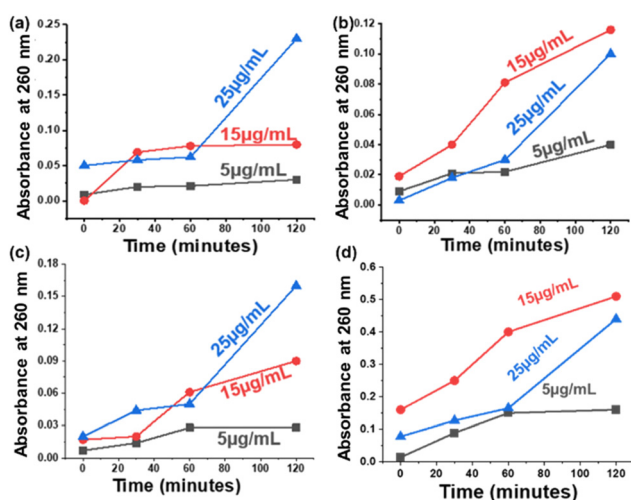 (a)
Absorbance at 260 nm
0.25
0.20
0.15
0.10
0.05
0.00
25µg/mL
15µg/mL
5µg/mL
0 20 40 60 80 100 120
Time (minutes)
(b)
Absorbance at 260 nm
0.12
0.10
0.08
0.06
0.04
0.02
0.00
15µg/mL
25µg/mL
5µg/mL
0 20 40 60 80 100 120
Time (minutes)
(c)
Absorbance at 260 nm
0.18
0.15
0.12
0.09
0.06
0.03
0.00
25µg/mL
15µg/mL
5µg/mL
0 20 40 60 80 100 120
Time (minutes)
(d)
Absorbance at 260 nm
0.6
0.5
0.4
0.3
0.2
0.1
0.0
15µg/mL
25µg/mL
5µg/mL
0 20 40 60 80 100 120
Time (minutes)